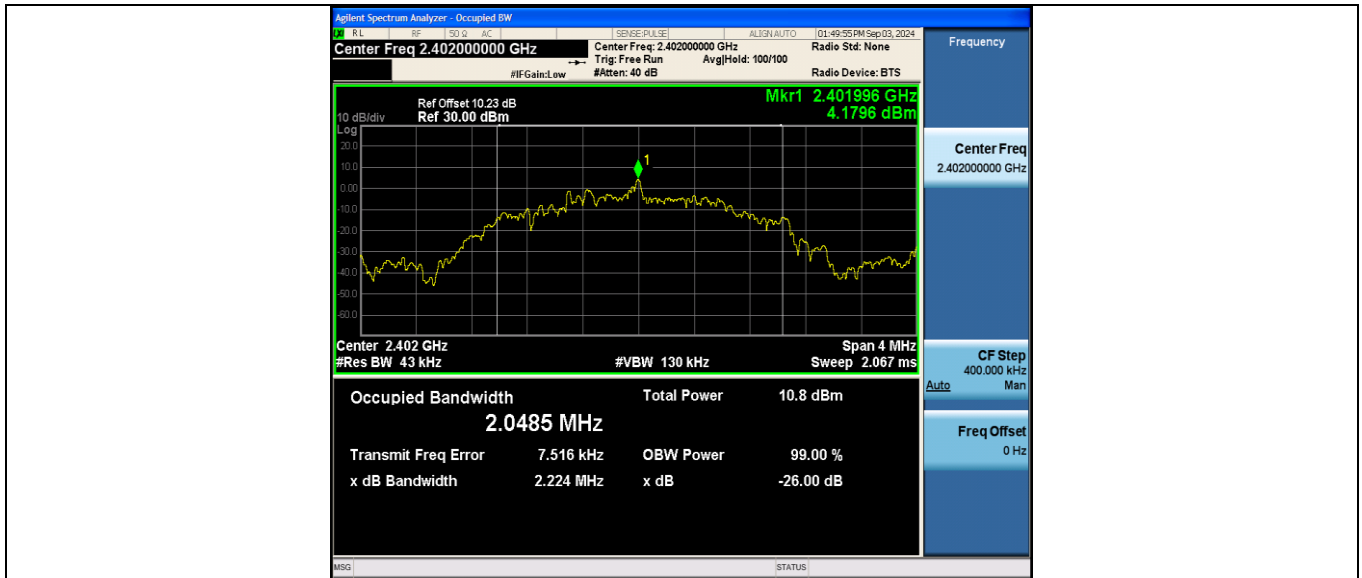 Agilent Spectrum Analyzer - Occupied BW
RL RF 50 Ω AC SENSE:PULSE ALIGN AUTO 01:49:55 PM Sep 03, 2024
Center Freq 2.402000000 GHz
Center Freq: 2.402000000 GHz Radio Std: None
Trig: Free Run Avg|Hold: 100/100
#IFGain:Low #Atten: 40 dB Radio Device: BTS
Frequency
Mkr1 2.401996 GHz
4.1796 dBm
Ref Offset 10.23 dB
10 dB/div Ref 30.00 dBm
Log
20.0
10.0
0.00
-10.0
-20.0
-30.0
-40.0
-50.0
-60.0
1
Center 2.402 GHz Span 4 MHz
#Res BW 43 kHz #VBW 130 kHz Sweep 2.067 ms
Occupied Bandwidth Total Power 10.8 dBm
2.0485 MHz
Transmit Freq Error 7.516 kHz OBW Power 99.00 %
x dB Bandwidth 2.224 MHz x dB -26.00 dB
Center Freq
2.402000000 GHz
CF Step
400.000 kHz
Auto Man
Freq Offset
0 Hz
MSG STATUS